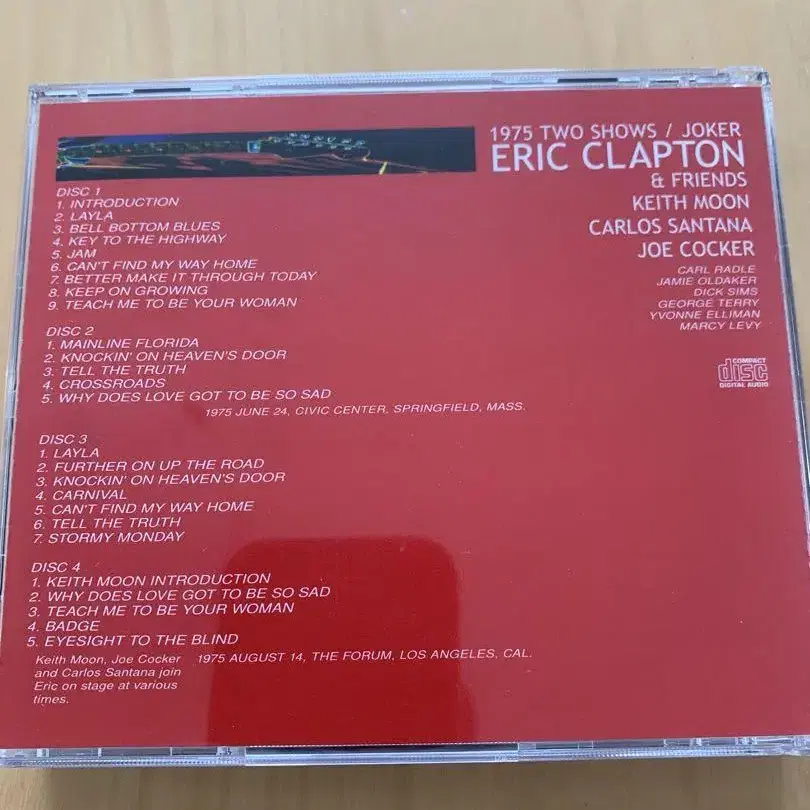 1975 TWO SHOWS / JOKER
ERIC CLAPTON
& FRIENDS
KEITH MOON
CARLOS SANTANA
JOE COCKER
CARL RADLE
JAMIE OLDAKER
DICK SIMS
GEORGE TERRY
YVONNE ELLIMAN
MARCY LEVY
COMPACT
disc
DIGITAL AUDIO
DISC 1
1. INTRODUCTION
2. LAYLA
3. BELL BOTTOM BLUES
4. KEY TO THE HIGHWAY
5. JAM
6. CAN'T FIND MY WAY HOME
7. BETTER MAKE IT THROUGH TODAY
8. KEEP ON GROWING
9. TEACH ME TO BE YOUR WOMAN
DISC 2
1. MAINLINE FLORIDA
2. KNOCKIN' ON HEAVEN'S DOOR
3. TELL THE TRUTH
4. CROSSROADS
5. WHY DOES LOVE GOT TO BE SO SAD
1975 JUNE 24, CIVIC CENTER, SPRINGFIELD, MASS.
DISC 3
1. LAYLA
2. FURTHER ON UP THE ROAD
3. KNOCKIN' ON HEAVEN'S DOOR
4. CARNIVAL
5. CAN'T FIND MY WAY HOME
6. TELL THE TRUTH
7. STORMY MONDAY
DISC 4
1. KEITH MOON INTRODUCTION
2. WHY DOES LOVE GOT TO BE SO SAD
3. TEACH ME TO BE YOUR WOMAN
4. BADGE
5. EYESIGHT TO THE BLIND
Keith Moon, Joe Cocker
and Carlos Santana join
Eric on stage at various
times.
1975 AUGUST 14, THE FORUM, LOS ANGELES, CAL.